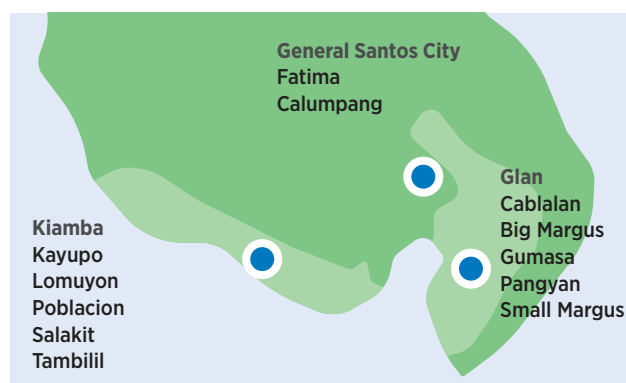 General Santos City
Fatima
Calumpang
Glan
Cablalan
Big Margus
Gumasa
Pangyan
Small Margus
Kiamba
Kayupo
Lomuyon
Poblacion
Salakit
Tambilil